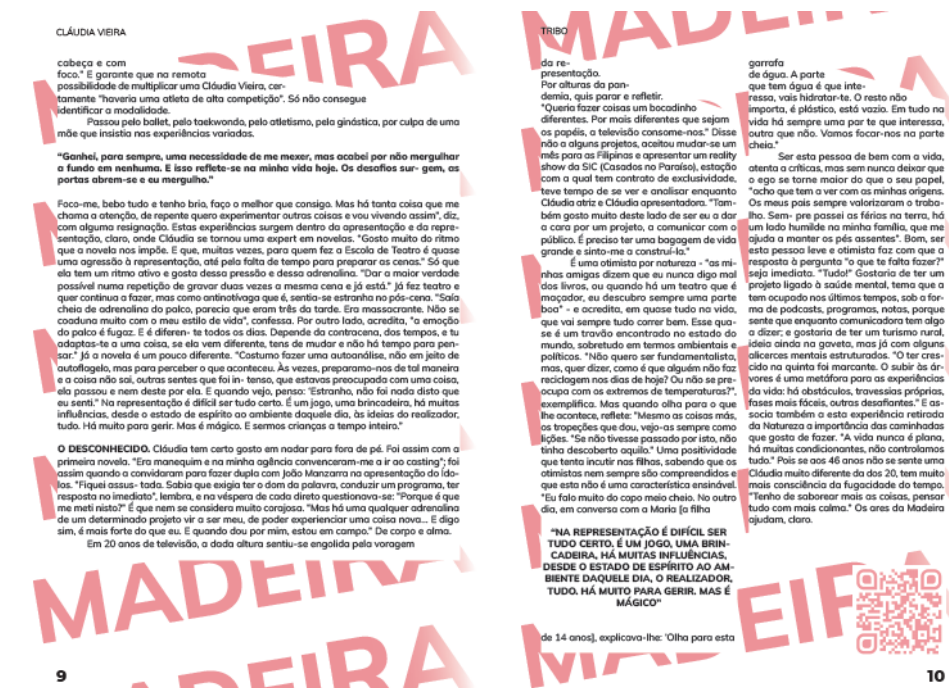 CLÁUDIA VIEIRA
MADEIRA
cabeça e com
foco." E garante que na remota
possibilidade de multiplicar uma Cláudia Vieira, cer-
tamente "haveria uma atleta de alta competição". Só não consegue
identificar a modalidade.
Passou pelo ballet, pelo taekwondo, pelo atletismo, pela ginástica, por culpa de uma
mãe que insistia nas experiências variadas.
"Ganhei, para sempre, uma necessidade de me mexer, mas acabei por não mergulhar
a fundo em nenhuma. E isso reflete-se na minha vida hoje. Os desafios sur- gem, as
portas abrem-se e eu mergulho."
Foco-me, bebo tudo e tenho brio, faço o melhor que consigo. Mas há tanta coisa que me
chama a atenção, de repente quero experimentar outras coisas e vou vivendo assim", diz,
com alguma resignação. Estas experiências surgem dentro da apresentação e da repre-
sentação, claro, onde Cláudia se tornou uma expert em novelas. "Gosto muito do ritmo
que a novela nos impõe. E que, muitas vezes, para quem fez a Escola de Teatro é quase
uma agressão à representação, até pela falta de tempo para preparar as cenas." Só que
ela tem um ritmo ativo e gosta dessa pressão e dessa adrenalina. "Dar a maior verdade
possível numa repetição de gravar duas vezes a mesma cena e já está." Já fez teatro e
quer continua a fazer, mas como antinotívaga que é, sentia-se estranha no pós-cena. "Saía
cheia de adrenalina do palco, parecia que eram três da tarde. Era massacrante. Não se
coaduna muito com o meu estilo de vida", confessa. Por outro lado, acredita, "a emoção
do palco é fugaz. E é diferen- te todos os dias. Depende da contracena, dos tempos, e tu
adaptas-te a uma coisa, se ela vem diferente, tens de mudar e não há tempo para pen-
sar." Já a novela é um pouco diferente. "Costumo fazer uma autoanálise, não em jeito de
autoflagelo, mas para perceber o que aconteceu. Às vezes, preparamo-nos de tal maneira
e a coisa não sai, outras sentes que foi in- tenso, que estavas preocupada com uma coisa,
ela passou e nem deste por ela. E quando vejo, penso: 'Estranho, não foi nada disto que
eu senti." Na representação é difícil ser tudo certo. É um jogo, uma brincadeira, há muitas
influências, desde o estado de espírito ao ambiente daquele dia, às ideias do realizador,
tudo. Há muito para gerir. Mas é mágico. E sermos crianças a tempo inteiro."
O DESCONHECIDO. Cláudia tem certo gosto em nadar para fora de pé. Foi assim com a
primeira novela. "Era manequim e na minha agência convenceram-me a ir ao casting"; foi
assim quando a convidaram para fazer dupla com João Manzarra na apresentação do Ído-
los. "Fiquei assus- tada. Sabia que exigia ter o dom da palavra, conduzir um programa, ter
resposta no imediato", lembra, e na véspera de cada direto questionava-se: "Porque é que
me meti nisto?" É que nem se considera muito corajosa. "Mas há uma qualquer adrenalina
de um determinado projeto vir a ser meu, de poder experienciar uma coisa nova... E digo
sim, é mais forte do que eu. E quando dou por mim, estou em campo." De corpo e alma.
Em 20 anos de televisão, a dada altura sentiu-se engolida pela voragem
MADEIRA
MADEIRA
9
TRIBO
MADEIRA
da re-
presentação.
Por alturas da pan-
demia, quis parar e refletir.
"Queria fazer coisas um bocadinho
diferentes. Por mais diferentes que sejam
os papéis, a televisão consome-nos." Disse
não a alguns projetos, aceitou mudar-se um
mês para as Filipinas e apresentar um reality
show da SIC (Casados no Paraíso), estação
com a qual tem contrato de exclusividade,
teve tempo de se ver e analisar enquanto
Cláudia atriz e Cláudia apresentadora. "Tam-
bém gosto muito deste lado de ser eu a dar
a cara por um projeto, a comunicar com o
público. É preciso ter uma bagagem de vida
grande e sinto-me a construí-la."
É uma otimista por natureza - "as mi-
nhas amigas dizem que eu nunca digo mal
dos livros, ou quando há um teatro que é
maçador, eu descubro sempre uma parte
boa" - e acredita, em quase tudo na vida,
que vai sempre tudo correr bem. Esse qua-
se é um travão encontrado no estado do
mundo, sobretudo em termos ambientais e
políticos. "Não quero ser fundamentalista,
mas, quer dizer, como é que alguém não faz
reciclagem nos dias de hoje? Ou não se pre-
ocupa com os extremos de temperaturas?",
exemplifica. Mas quando olha para o que
lhe acontece, reflete: "Mesmo as coisas más,
os tropeções que dou, vejo-as sempre como
lições. "Se não tivesse passado por isto, não
tinha descoberto aquilo." Uma positividade
que tenta incutir nas filhas, sabendo que os
otimistas nem sempre são compreendidos e
que esta não é uma característica ensinável.
"Eu falo muito do copo meio cheio. No outro
dia, em conversa com a Maria [a filha
"NA REPRESENTAÇÃO É DIFÍCIL SER
TUDO CERTO. É UM JOGO, UMA BRIN-
CADEIRA, HÁ MUITAS INFLUÊNCIAS,
DESDE O ESTADO DE ESPÍRITO AO AM-
BIENTE DAQUELE DIA, O REALIZADOR,
TUDO. HÁ MUITO PARA GERIR. MAS É
MÁGICO"
de 14 anos], explicava-lhe: 'Olha para esta
garrafa
de água. A parte
que tem água é que inte-
ressa, vais hidratar-te. O resto não
importa, é plástico, está vazio. Em tudo na
vida há sempre uma par te que interessa,
outra que não. Vamos focar-nos na parte
cheia."
Ser esta pessoa de bem com a vida,
atenta a críticas, mas sem nunca deixar que
o ego se torne maior do que o seu papel,
"acho que tem a ver com as minhas origens.
Os meus pais sempre valorizaram o traba-
lho. Sem- pre passei as férias na terra, há
um lado humilde na minha família, que me
ajuda a manter os pés assentes". Bom, ser
esta pessoa leve e otimista faz com que a
resposta à pergunta "o que te falta fazer?"
seja imediata. "Tudo!" Gostaria de ter um
projeto ligado à saúde mental, tema que a
tem ocupado nos últimos tempos, sob a for-
ma de podcasts, programas, notas, porque
sente que enquanto comunicadora tem algo
a dizer; e gostaria de ter um turismo rural,
ideia ainda na gaveta, mas já com alguns
alicerces mentais estruturados. "O ter cres-
cido na quinta foi marcante. O subir às ár-
vores é uma metáfora para as experiências
da vida: há obstáculos, travessias próprias,
fases mais fáceis, outras desafiantes." E as-
socia também a esta experiência retirada
da Natureza a importância das caminhadas
que gosta de fazer. "A vida nunca é plana,
há muitas condicionantes, não controlamos
tudo." Pois se aos 46 anos não se sente uma
Cláudia muito diferente da dos 20, tem muito
mais consciência da fugacidade do tempo.
"Tenho de saborear mais as coisas, pensar
tudo com mais calma." Os ares da Madeira
ajudam, claro.
10